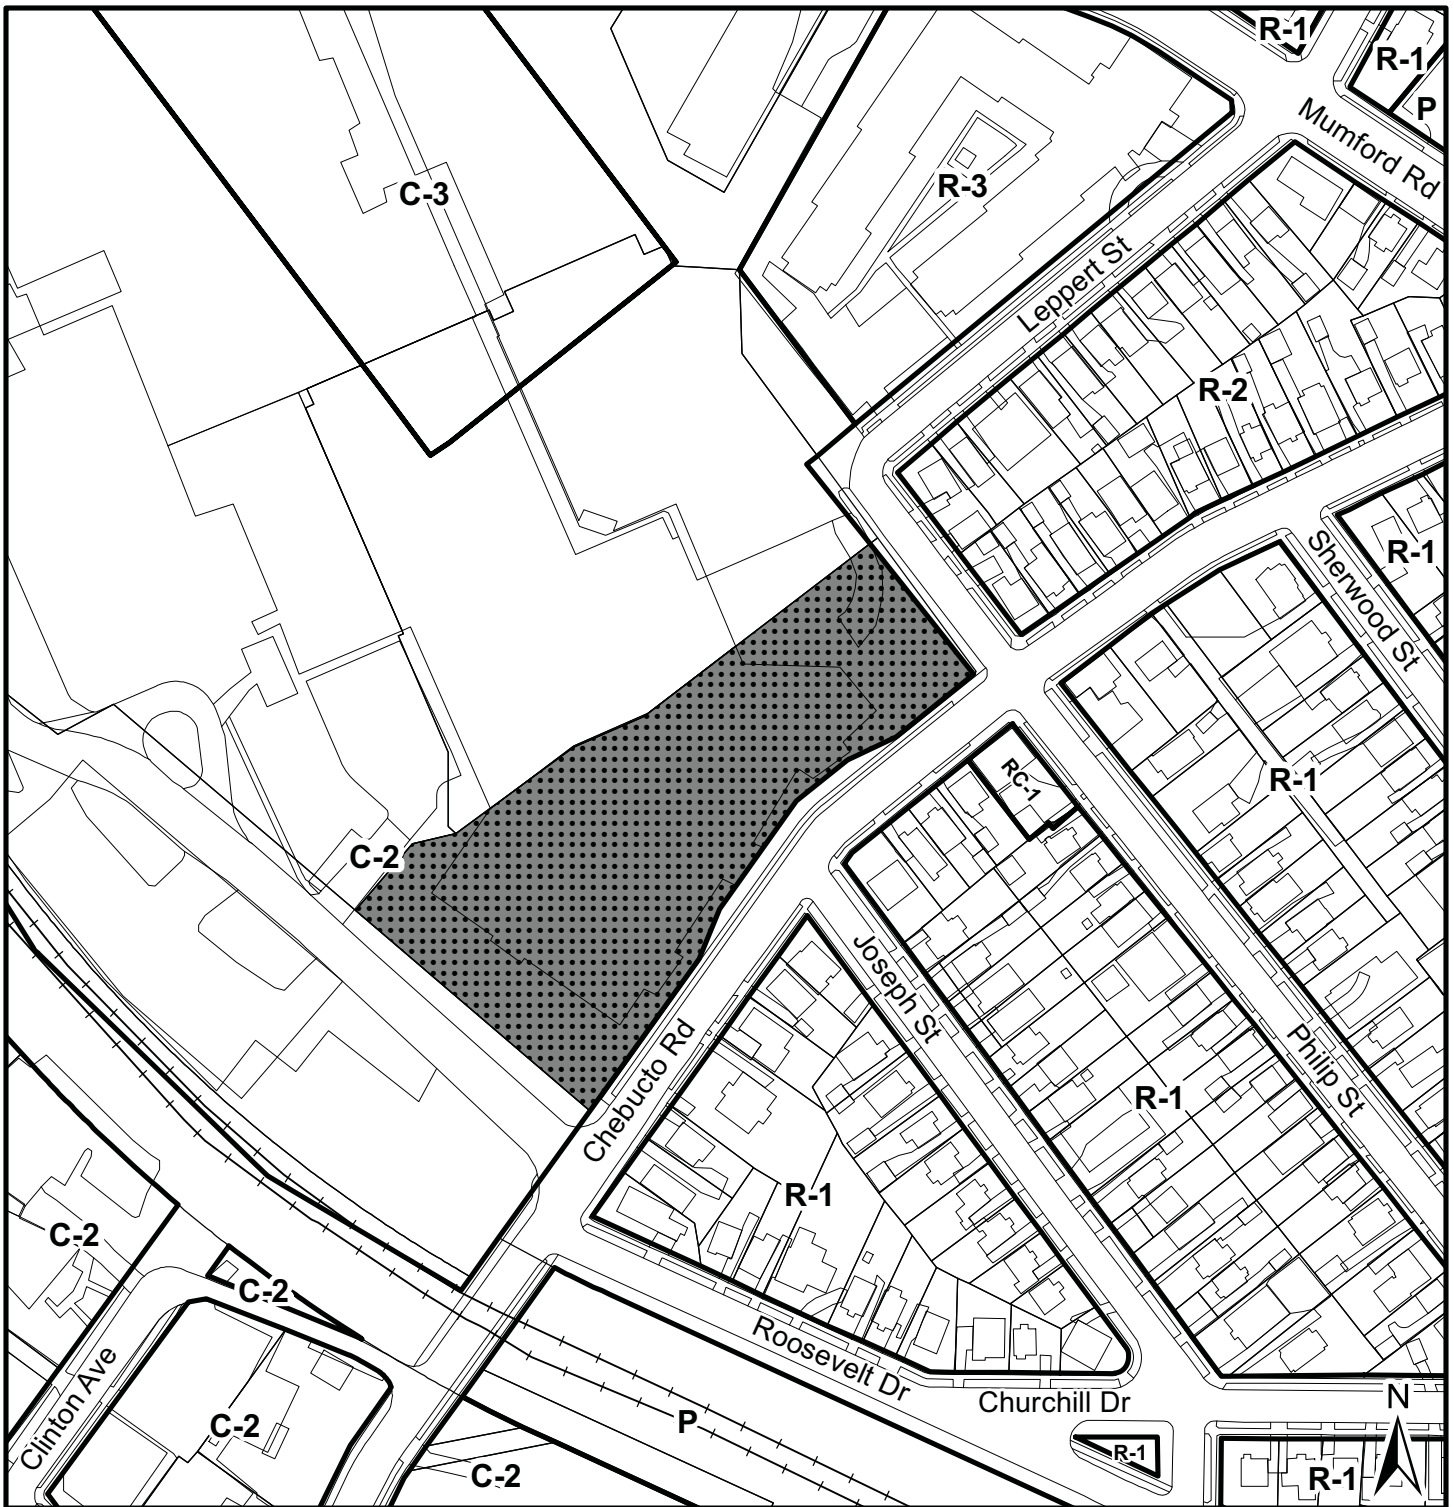 R-1
R-1
P
Mumford Rd
C-3
R-3
Leppert St
R-2
Sherwood St
R-1
R-1
RC-1
C-2
Joseph St
Philip St
Chebucto Rd
R-1
R-1
C-2
C-2
Roosevelt Dr
Churchill Dr
N
Clinton Ave
C-2
P
R-1
C-2
R-1